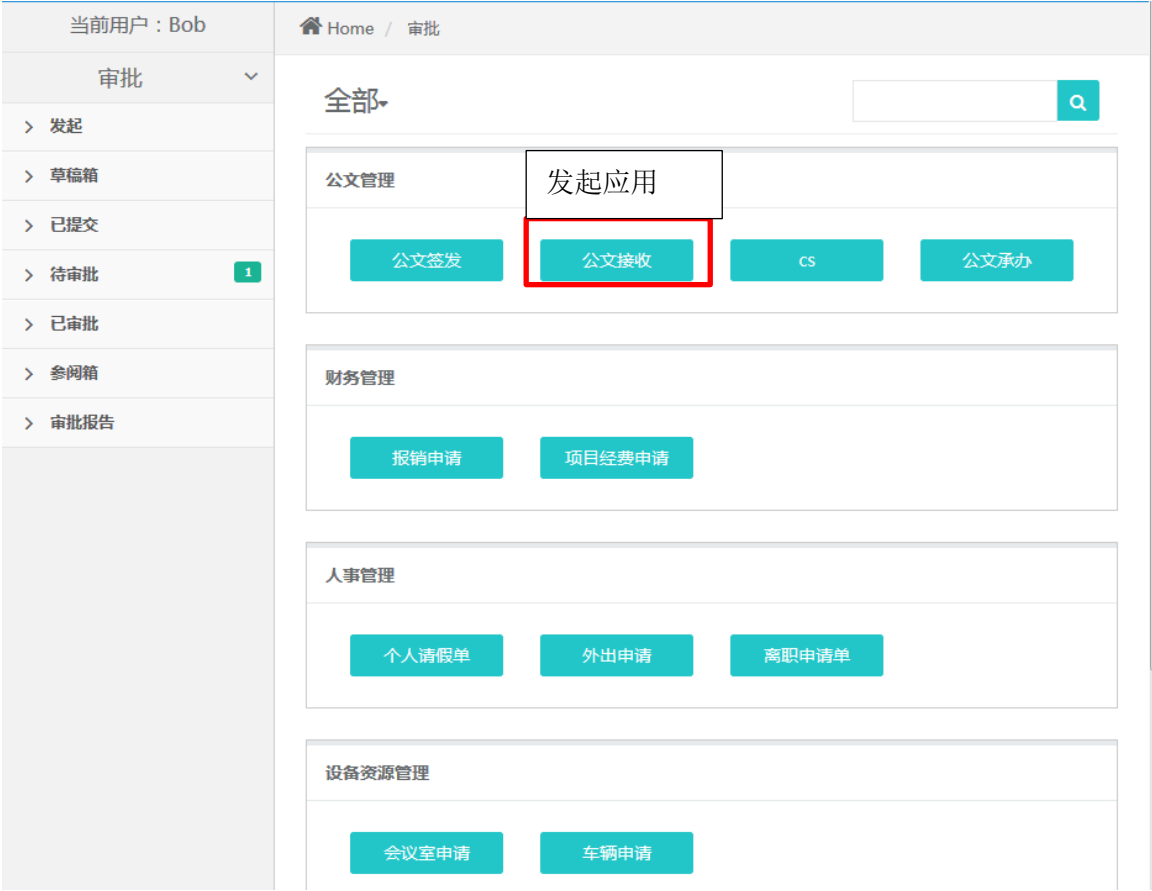 当前用户：Bob
审批
发起
草稿箱
已提交
待审批 1
已审批
参阅箱
审批报告
Home / 审批
全部
公文管理
发起应用
公文签发 公文接收 cs 公文承办
财务管理
报销申请 项目经费申请
人事管理
个人请假单 外出申请 离职申请单
设备资源管理
会议室申请 车辆申请